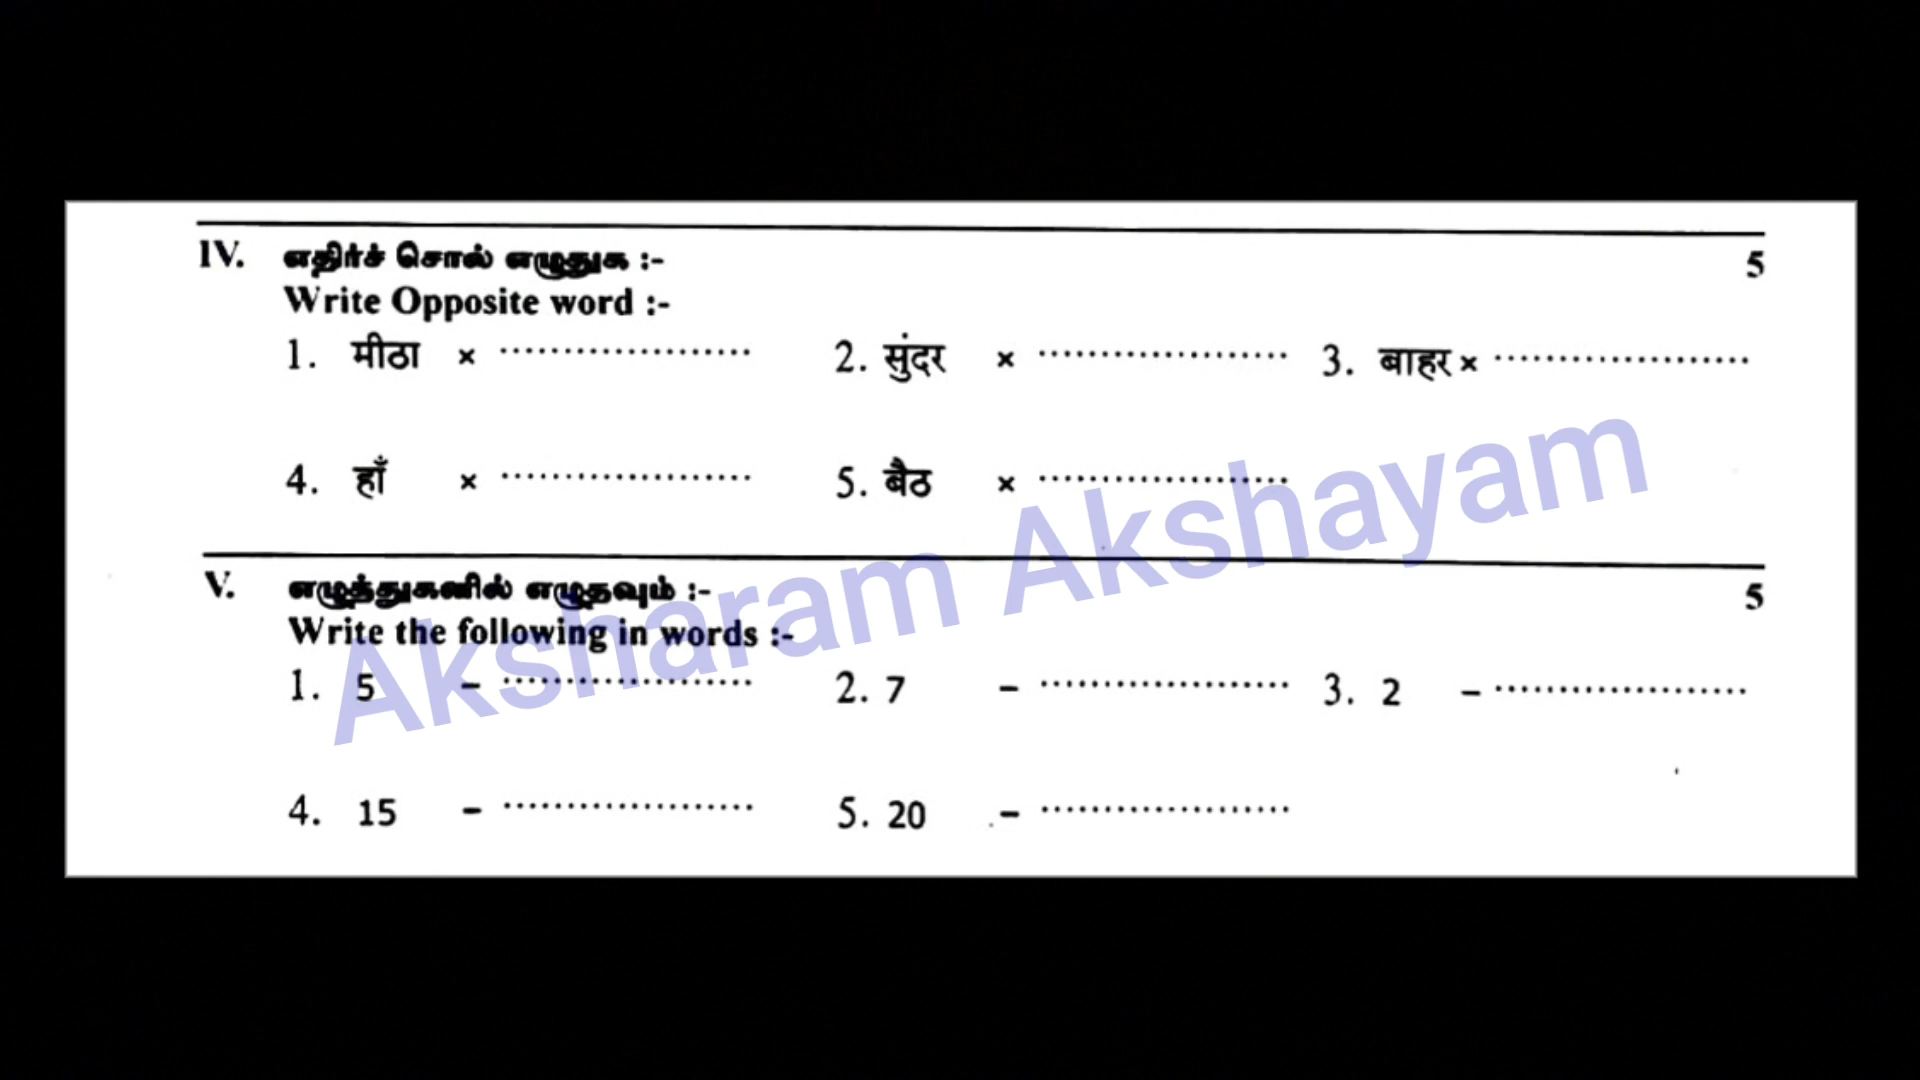 IV. எதிர்ச் சொல் எழுதுக :- 5
Write Opposite word :-
1. मीठा × .................... 2. सुंदर × .................... 3. बाहर × ....................
4. हाँ × .................... 5. बैठ × ....................
V. எழுத்துகளில் எழுதவும் :- 5
Write the following in words :-
1. 5 – .................... 2. 7 – .................... 3. 2 – ....................
4. 15 – .................... 5. 20 – ....................
Aksharam Akshayam